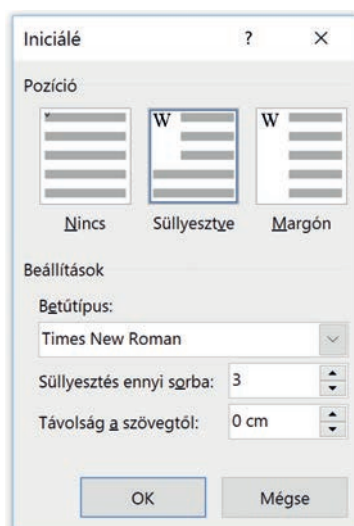 Iniciálé ? ×
Pozíció
W W
Nincs Süllyesztve Margón
Beállítások
Betűtípus:
Times New Roman
Süllyesztés ennyi sorba: 3
Távolság a szövegtől: 0 cm
OK Mégse